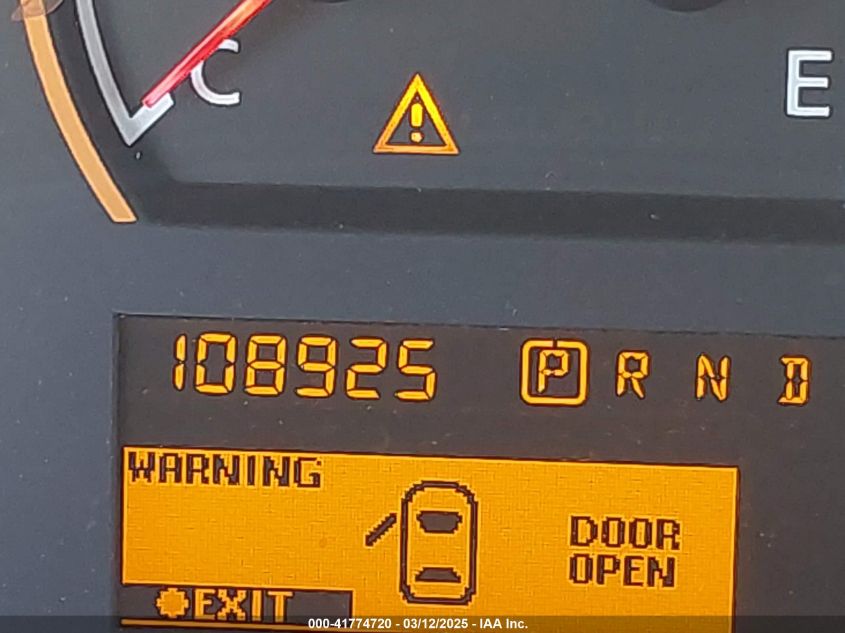 C
E
108925 P R N D
WARNING
DOOR
OPEN
EXIT
000-41774720 - 03/12/2025 - IAA Inc.